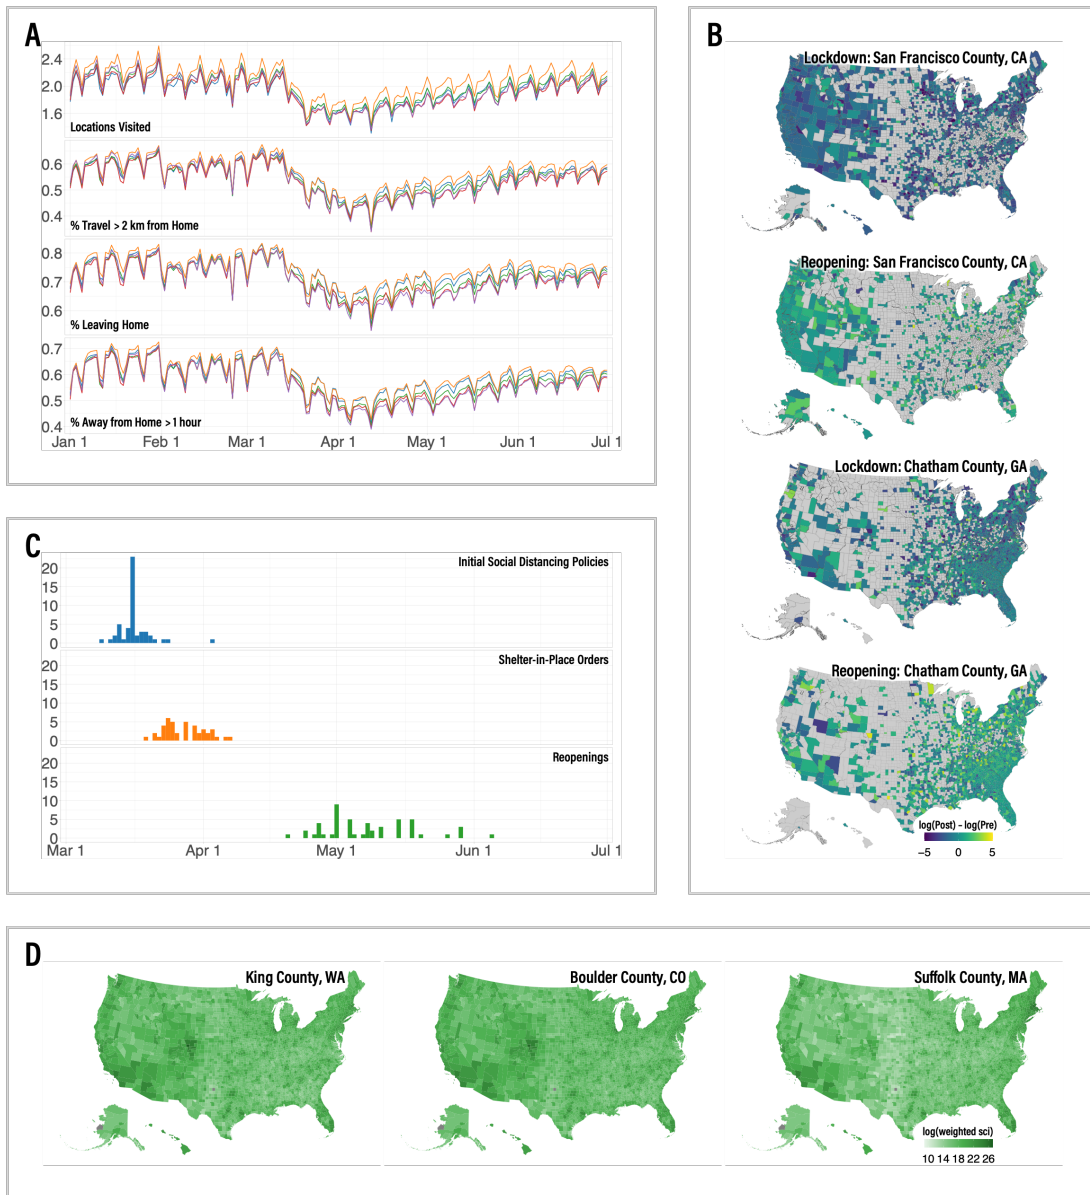 A
2.4
2.0
1.6
Locations Visited
0.6
0.5
0.4
% Travel > 2 km from Home
0.8
0.7
0.6
% Leaving Home
0.7
0.6
0.5
0.4
% Away from Home > 1 hour
Jan 1 Feb 1 Mar 1 Apr 1 May 1 Jun 1 Jul 1
B
Lockdown: San Francisco County, CA
Reopening: San Francisco County, CA
Lockdown: Chatham County, GA
Reopening: Chatham County, GA
log(Post) – log(Pre)
−5 0 5
C
Initial Social Distancing Policies
20
15
10
5
0
Shelter-in-Place Orders
20
15
10
5
0
Reopenings
20
15
10
5
0
Mar 1 Apr 1 May 1 Jun 1 Jul 1
D
King County, WA
Boulder County, CO
Suffolk County, MA
log(weighted sci)
10 14 18 22 26